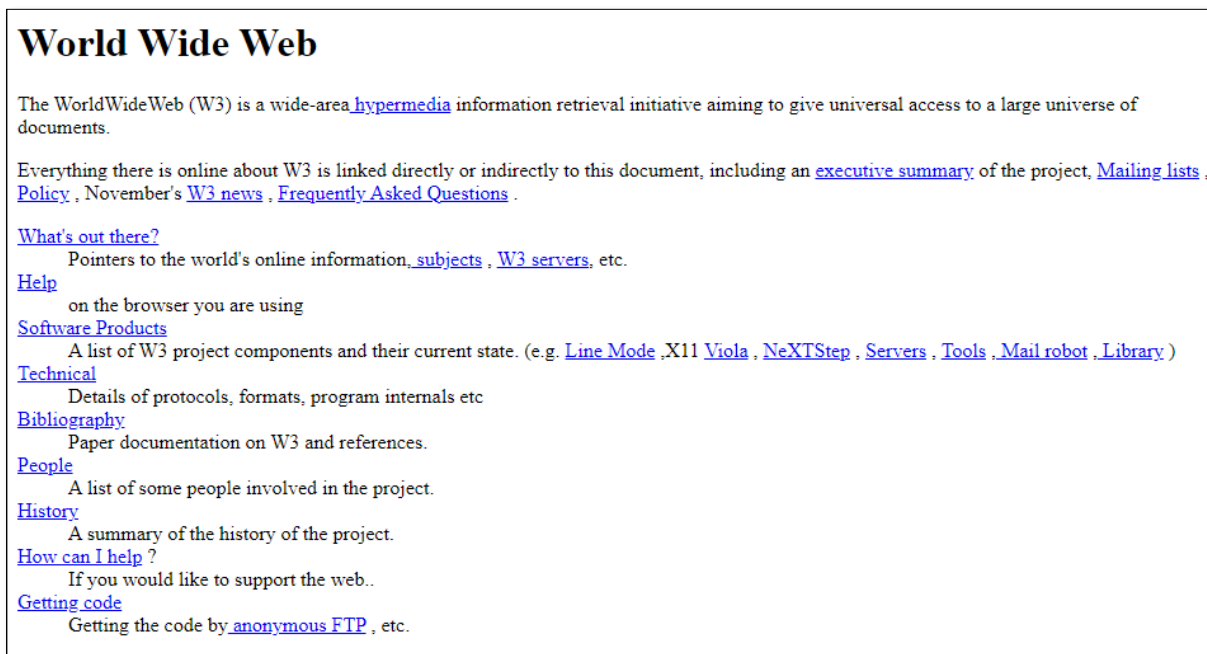 World Wide Web
The WorldWideWeb (W3) is a wide-area hypermedia information retrieval initiative aiming to give universal access to a large universe of
documents.
Everything there is online about W3 is linked directly or indirectly to this document, including an executive summary of the project, Mailing lists ,
Policy , November's W3 news , Frequently Asked Questions .
What's out there?
Pointers to the world's online information, subjects , W3 servers, etc.
Help
on the browser you are using
Software Products
A list of W3 project components and their current state. (e.g. Line Mode ,X11 Viola , NeXTStep , Servers , Tools , Mail robot , Library )
Technical
Details of protocols, formats, program internals etc
Bibliography
Paper documentation on W3 and references.
People
A list of some people involved in the project.
History
A summary of the history of the project.
How can I help ?
If you would like to support the web..
Getting code
Getting the code by anonymous FTP , etc.